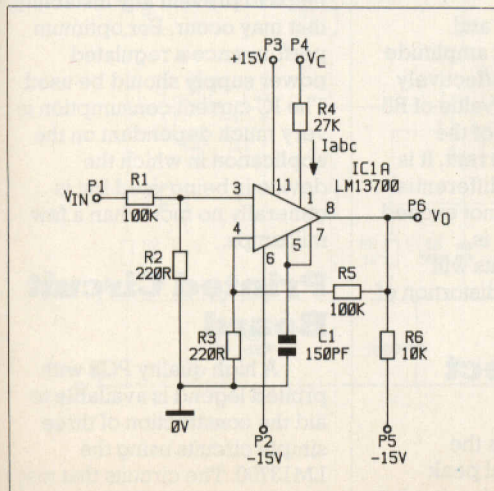 P3 P4
+15V VC
R4
27K
Iabc
IC1A
LM13700
VIN P1 R1
100K
3 11 1
8
P6 VO
4 6 5 7
R2
220R
R5
100K
R3
220R
C1
150PF
R6
10K
0V
P2
-15V
P5
-15V